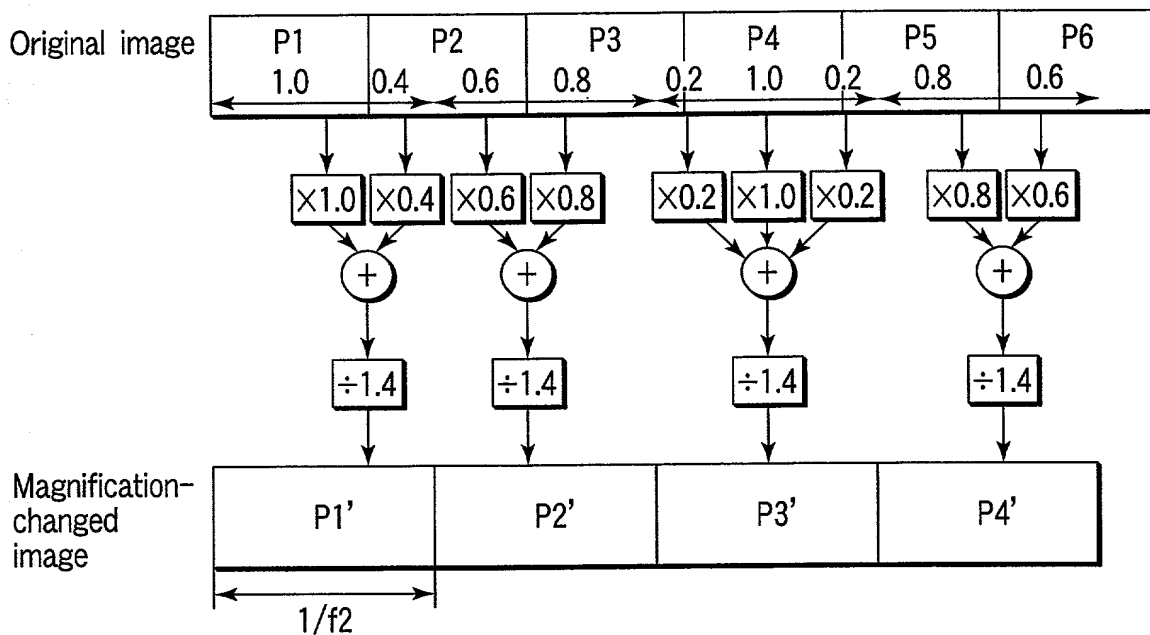 Original image
P1 P2 P3 P4 P5 P6
1.0 0.4 0.6 0.8 0.2 1.0 0.2 0.8 0.6
×1.0 ×0.4 ×0.6 ×0.8 ×0.2 ×1.0 ×0.2 ×0.8 ×0.6
+ + + +
÷1.4 ÷1.4 ÷1.4 ÷1.4
Magnification-
changed
image
P1' P2' P3' P4'
1/f2